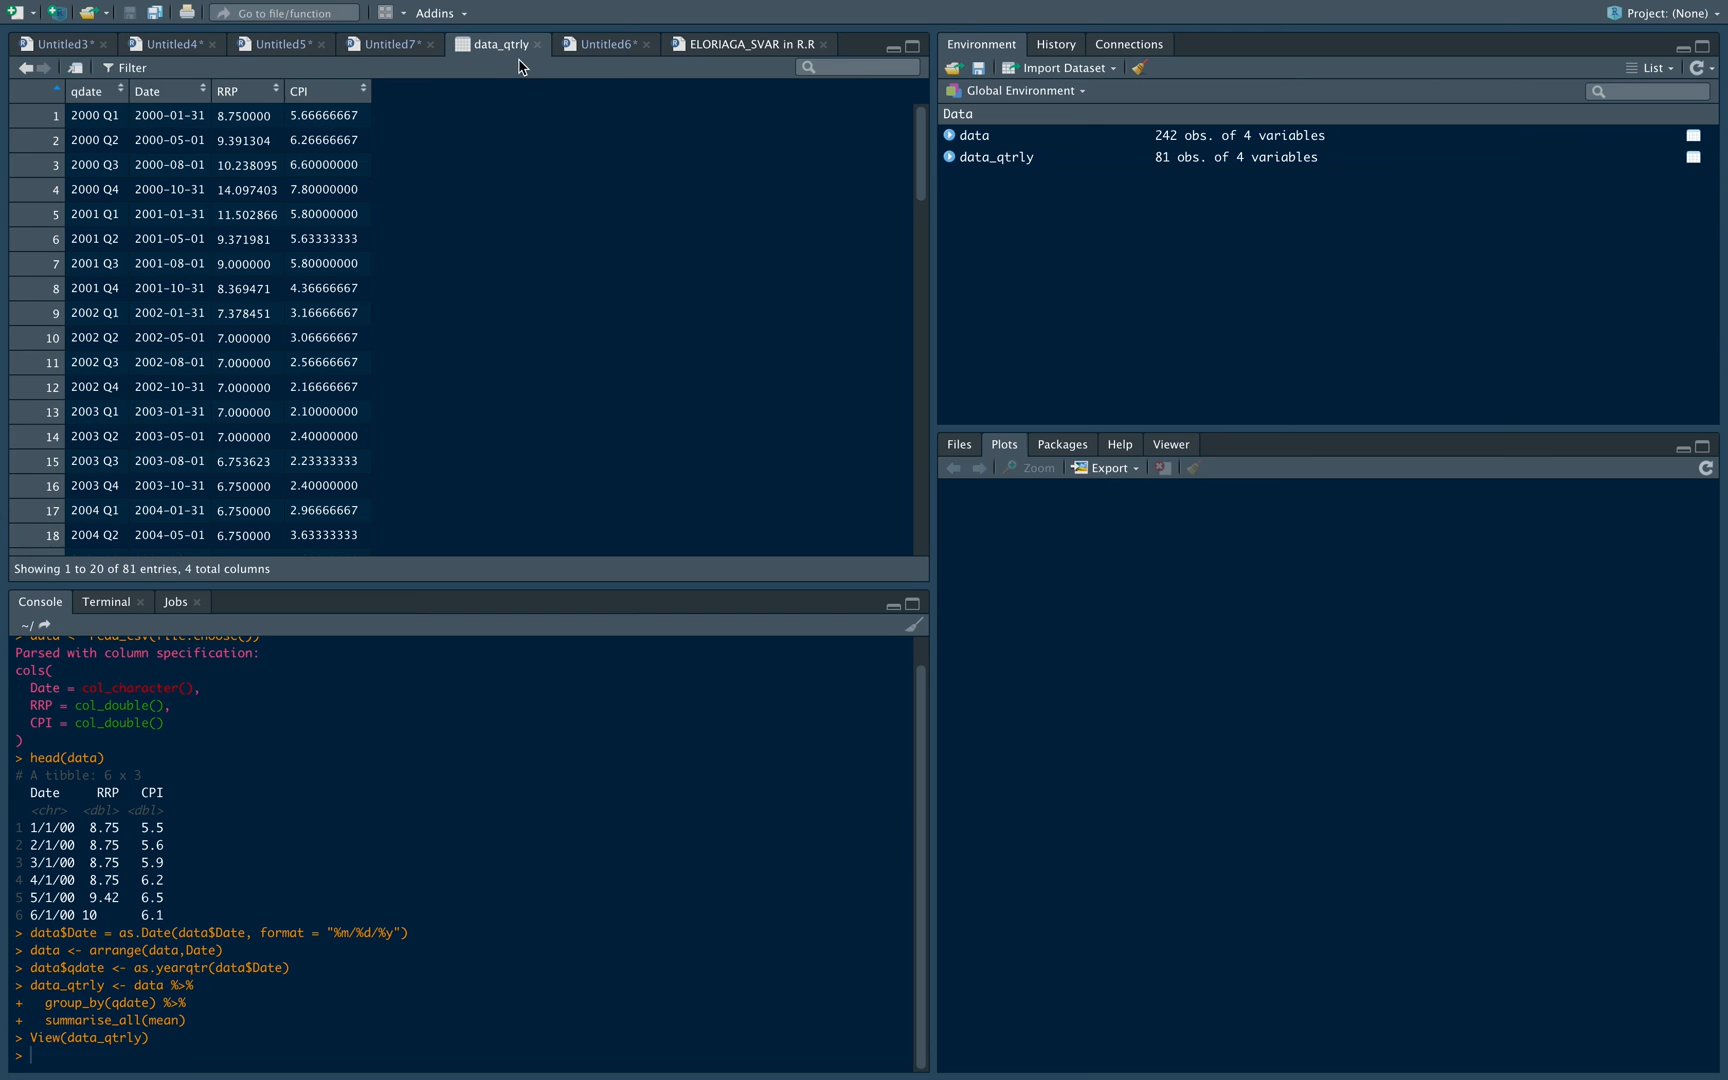 Go to file/function
Addins
Project: (None)
Untitled3*
Untitled4*
Untitled5*
Untitled7*
data_qtrly
Untitled6*
ELORIAGA_SVAR in R.R
Filter
qdate Date RRP CPI
1 2000 Q1 2000-01-31 8.750000 5.66666667
2 2000 Q2 2000-05-01 9.391304 6.26666667
3 2000 Q3 2000-08-01 10.238095 6.60000000
4 2000 Q4 2000-10-31 14.097403 7.80000000
5 2001 Q1 2001-01-31 11.502866 5.80000000
6 2001 Q2 2001-05-01 9.371981 5.63333333
7 2001 Q3 2001-08-01 9.000000 5.80000000
8 2001 Q4 2001-10-31 8.369471 4.36666667
9 2002 Q1 2002-01-31 7.378451 3.16666667
10 2002 Q2 2002-05-01 7.000000 3.06666667
11 2002 Q3 2002-08-01 7.000000 2.56666667
12 2002 Q4 2002-10-31 7.000000 2.16666667
13 2003 Q1 2003-01-31 7.000000 2.10000000
14 2003 Q2 2003-05-01 7.000000 2.40000000
15 2003 Q3 2003-08-01 6.753623 2.23333333
16 2003 Q4 2003-10-31 6.750000 2.40000000
17 2004 Q1 2004-01-31 6.750000 2.96666667
18 2004 Q2 2004-05-01 6.750000 3.63333333
Showing 1 to 20 of 81 entries, 4 total columns
Console Terminal Jobs
~/
> data <- read_csv(file.choose())
Parsed with column specification:
cols(
Date = col_character(),
RRP = col_double(),
CPI = col_double()
)
> head(data)
# A tibble: 6 x 3
Date RRP CPI
<chr> <dbl> <dbl>
1 1/1/00 8.75 5.5
2 2/1/00 8.75 5.6
3 3/1/00 8.75 5.9
4 4/1/00 8.75 6.2
5 5/1/00 9.42 6.5
6 6/1/00 10 6.1
> data$Date = as.Date(data$Date, format = "%m/%d/%y")
> data <- arrange(data,Date)
> data$qdate <- as.yearqtr(data$Date)
> data_qtrly <- data %>%
+ group_by(qdate) %>%
+ summarise_all(mean)
> View(data_qtrly)
>
Environment History Connections
Import Dataset
List
Global Environment
Data
data 242 obs. of 4 variables
data_qtrly 81 obs. of 4 variables
Files Plots Packages Help Viewer
Zoom Export